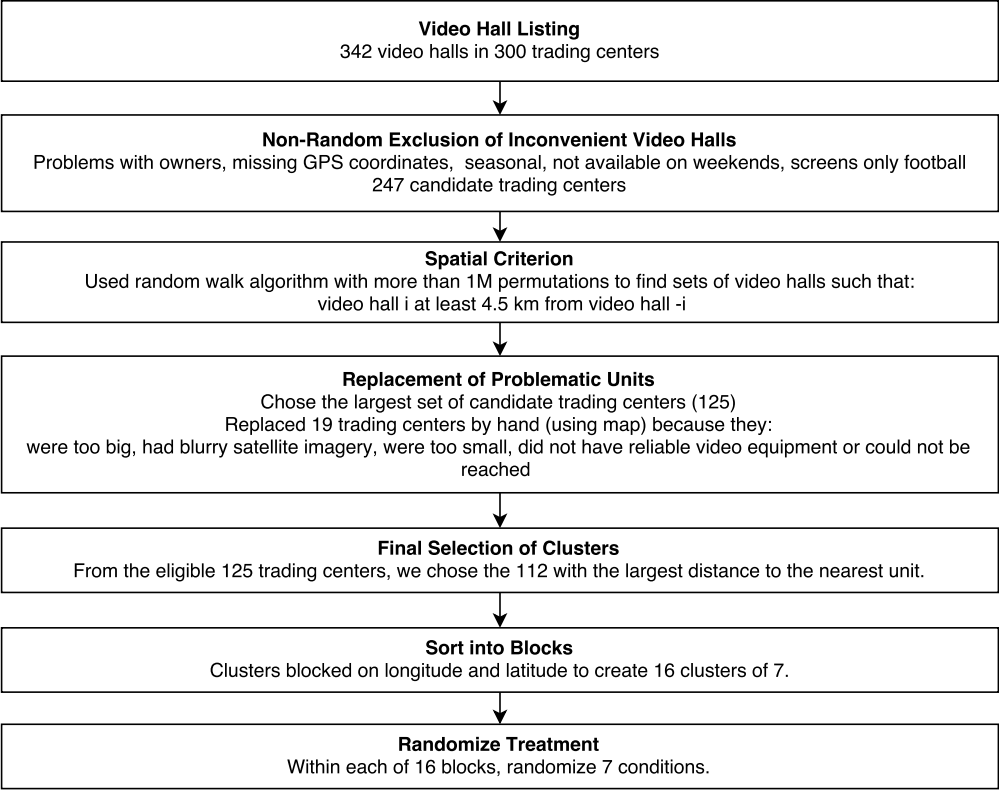 Video Hall Listing
342 video halls in 300 trading centers
Non-Random Exclusion of Inconvenient Video Halls
Problems with owners, missing GPS coordinates,  seasonal, not available on weekends, screens only football
247 candidate trading centers
Spatial Criterion
Used random walk algorithm with more than 1M permutations to find sets of video halls such that:
video hall i at least 4.5 km from video hall -i
Replacement of Problematic Units
Chose the largest set of candidate trading centers (125)
Replaced 19 trading centers by hand (using map) because they:
were too big, had blurry satellite imagery, were too small, did not have reliable video equipment or could not be
reached
Final Selection of Clusters
From the eligible 125 trading centers, we chose the 112 with the largest distance to the nearest unit.
Sort into Blocks
Clusters blocked on longitude and latitude to create 16 clusters of 7.
Randomize Treatment
Within each of 16 blocks, randomize 7 conditions.